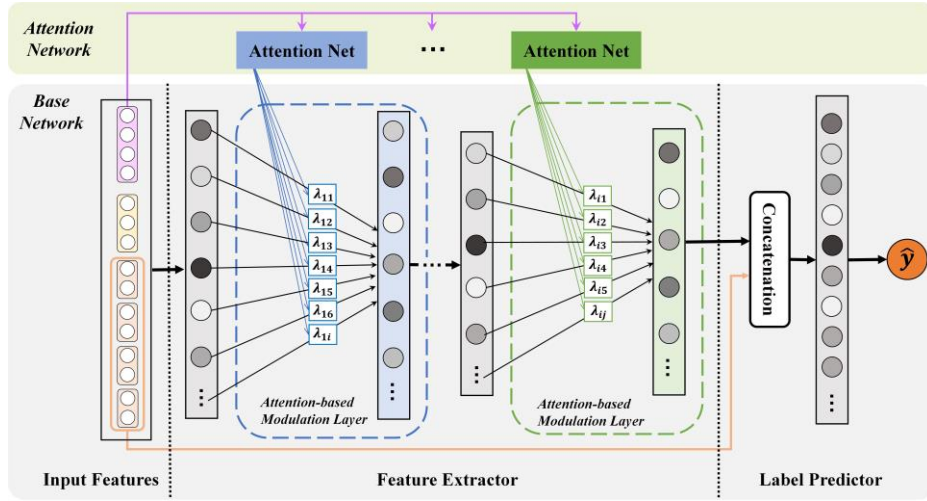 Attention
Network
Attention Net
...
Attention Net
Base
Network
λ11
λ12
λ13
λ14
λ15
λ16
λ1i
...
...
Attention-based
Modulation Layer
λi1
λi2
λi3
λi4
λi5
λij
...
...
Attention-based
Modulation Layer
Concatenation
...
ŷ
Input Features
Feature Extractor
Label Predictor